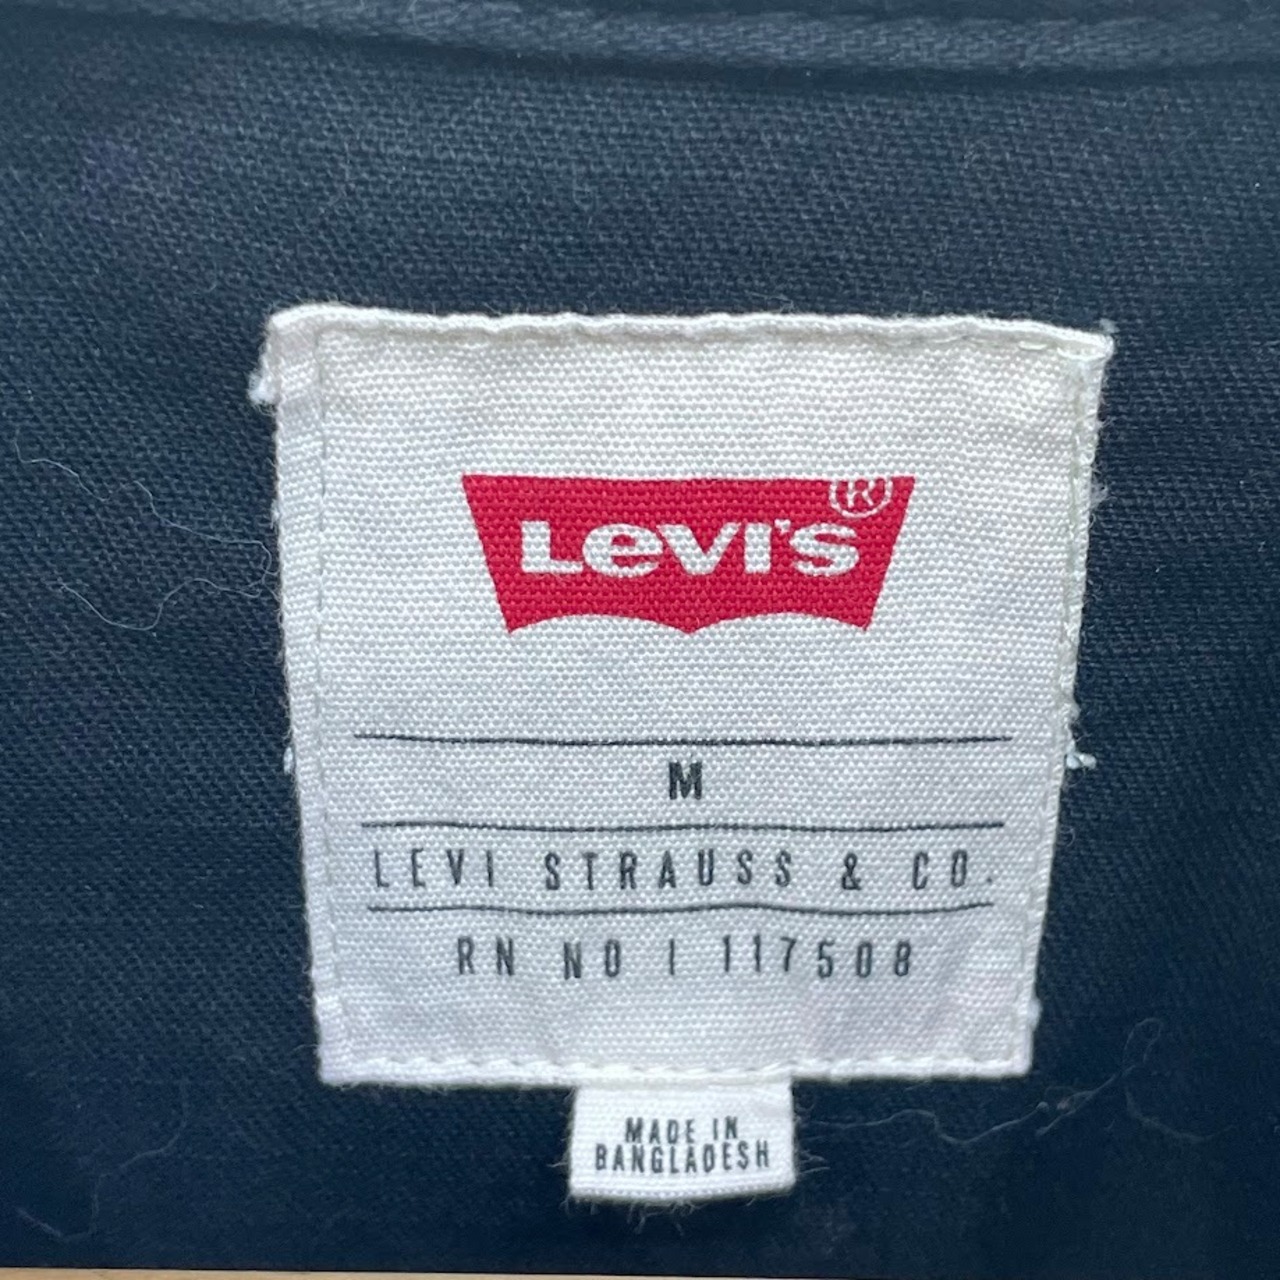 LEVI'S®
M
LEVI STRAUSS & CO.
RN NO | 117508
MADE IN
BANGLADESH